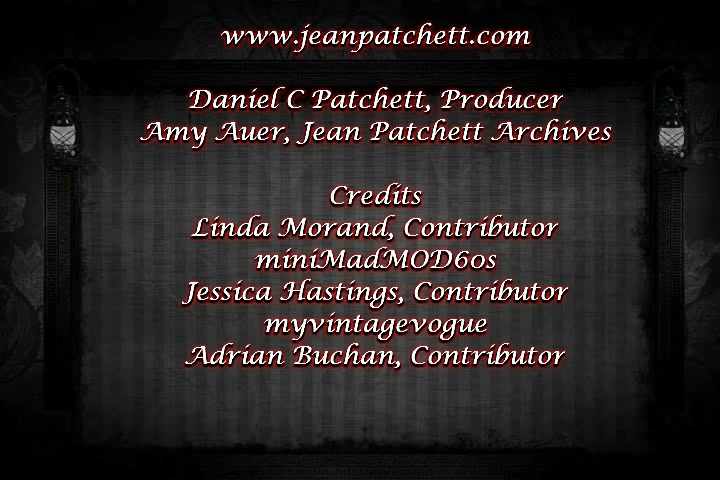 www.jeanpatchett.com
Daniel C Patchett, Producer
Amy Auer, Jean Patchett Archives
Credits
Linda Morand, Contributor
miniMadMOD60s
Jessica Hastings, Contributor
myvintagevogue
Adrian Buchan, Contributor